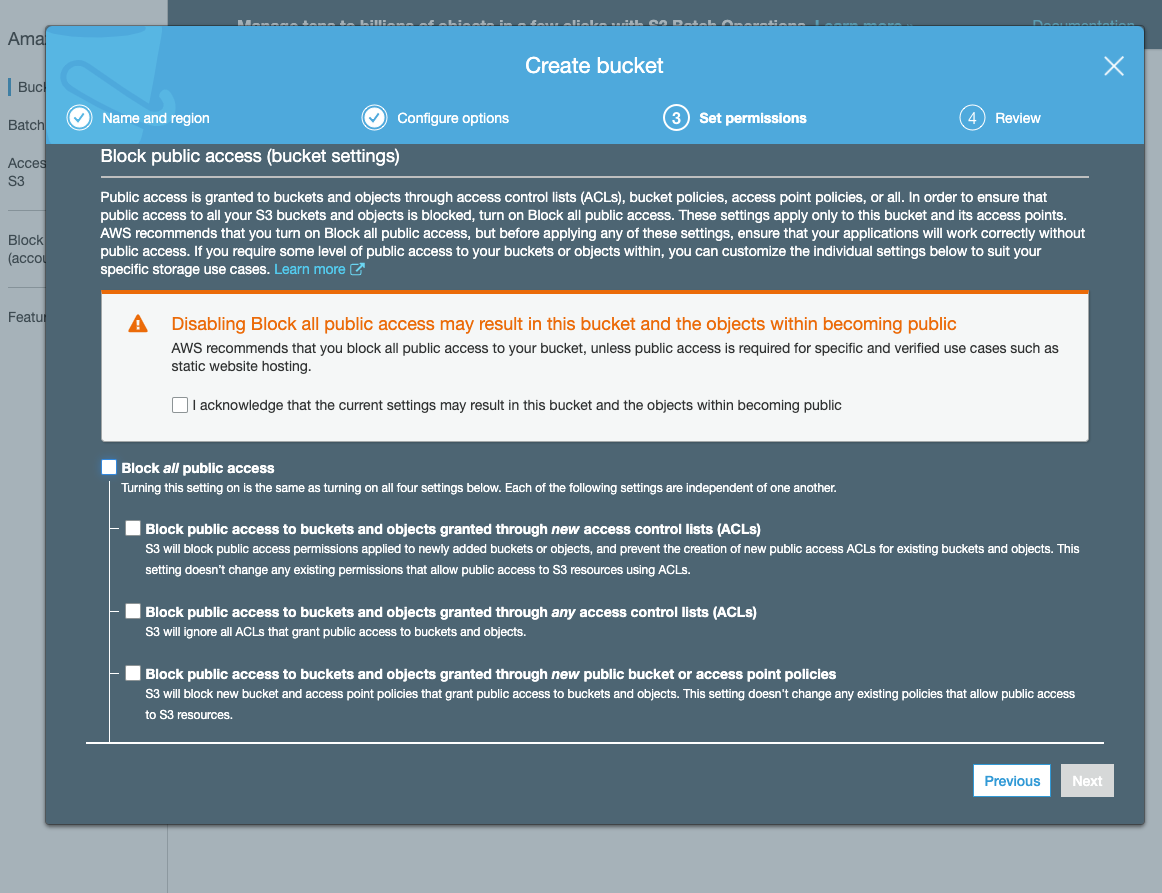 Manage tens to billions of objects in a few clicks with S3 Batch Operations. Learn more »
Documentation
Ama
Buck
Batch
Acces
S3
Block
(accou
Featur
Create bucket
Name and region
Configure options
3 Set permissions
4 Review
Block public access (bucket settings)
Public access is granted to buckets and objects through access control lists (ACLs), bucket policies, access point policies, or all. In order to ensure that
public access to all your S3 buckets and objects is blocked, turn on Block all public access. These settings apply only to this bucket and its access points.
AWS recommends that you turn on Block all public access, but before applying any of these settings, ensure that your applications will work correctly without
public access. If you require some level of public access to your buckets or objects within, you can customize the individual settings below to suit your
specific storage use cases. Learn more
Disabling Block all public access may result in this bucket and the objects within becoming public
AWS recommends that you block all public access to your bucket, unless public access is required for specific and verified use cases such as
static website hosting.
I acknowledge that the current settings may result in this bucket and the objects within becoming public
Block all public access
Turning this setting on is the same as turning on all four settings below. Each of the following settings are independent of one another.
Block public access to buckets and objects granted through new access control lists (ACLs)
S3 will block public access permissions applied to newly added buckets or objects, and prevent the creation of new public access ACLs for existing buckets and objects. This
setting doesn't change any existing permissions that allow public access to S3 resources using ACLs.
Block public access to buckets and objects granted through any access control lists (ACLs)
S3 will ignore all ACLs that grant public access to buckets and objects.
Block public access to buckets and objects granted through new public bucket or access point policies
S3 will block new bucket and access point policies that grant public access to buckets and objects. This setting doesn't change any existing policies that allow public access
to S3 resources.
Previous
Next